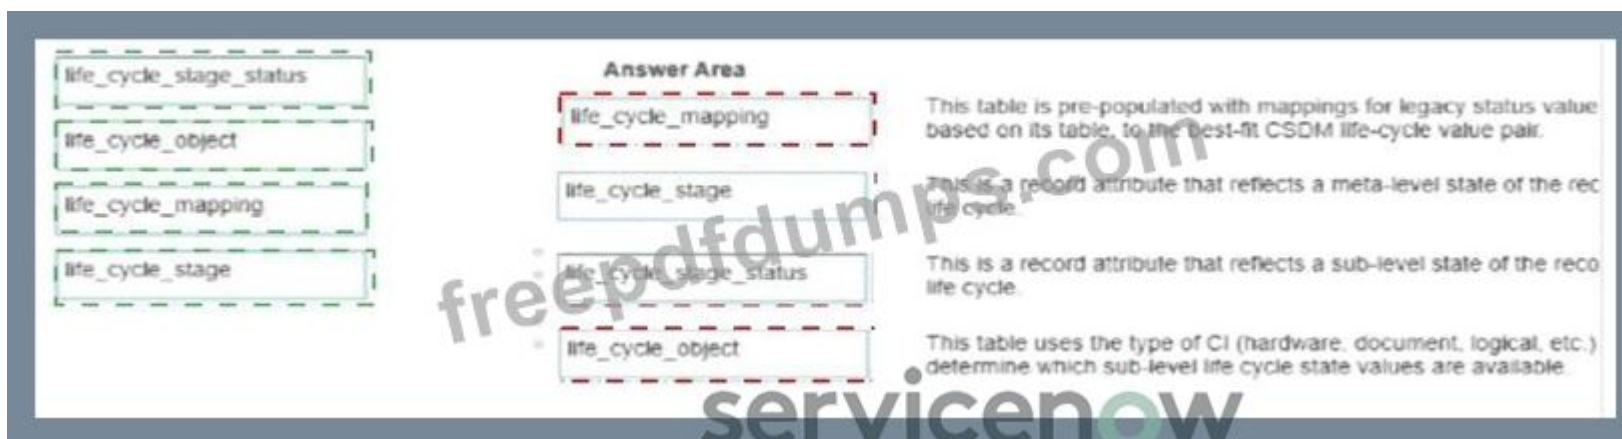 life_cycle_stage_status
life_cycle_object
life_cycle_mapping
life_cycle_stage
Answer Area
life_cycle_mapping
This table is pre-populated with mappings for legacy status value
based on its table, to the best-fit CSDM life-cycle value pair.
life_cycle_stage
This is a record attribute that reflects a meta-level state of the rec
life cycle.
life_cycle_stage_status
This is a record attribute that reflects a sub-level state of the reco
life cycle.
life_cycle_object
This table uses the type of CI (hardware, document, logical, etc.)
determine which sub-level life cycle state values are available.
freepdfdumps.com
servicenow